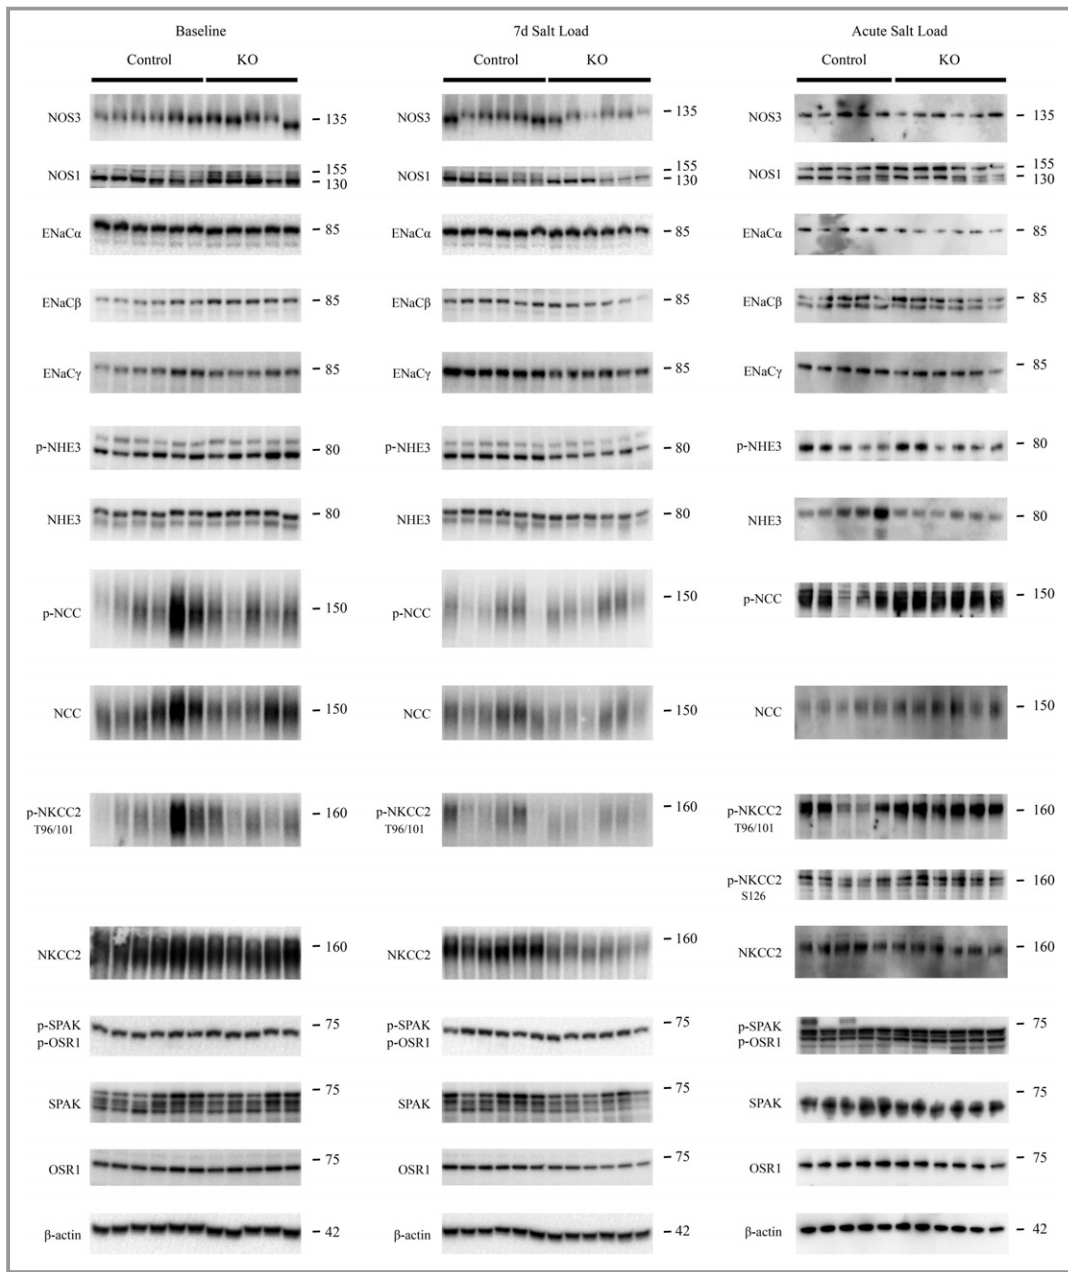 Baseline 7d Salt Load Acute Salt Load
Control KO Control KO Control KO
NOS3 - 135 NOS3 - 135 NOS3 - 135
NOS1 - 155 NOS1 - 155 NOS1 - 155
- 130 - 130 - 130
ENaCα - 85 ENaCα - 85 ENaCα - 85
ENaCβ - 85 ENaCβ - 85 ENaCβ - 85
ENaCγ - 85 ENaCγ - 85 ENaCγ - 85
p-NHE3 - 80 p-NHE3 - 80 p-NHE3 - 80
NHE3 - 80 NHE3 - 80 NHE3 - 80
p-NCC - 150 p-NCC - 150 p-NCC - 150
NCC - 150 NCC - 150 NCC - 150
p-NKCC2 - 160 p-NKCC2 - 160 p-NKCC2 - 160
T96/101 T96/101 T96/101
p-NKCC2 - 160
S126
NKCC2 - 160 NKCC2 - 160 NKCC2 - 160
p-SPAK - 75 p-SPAK - 75 p-SPAK - 75
p-OSR1 p-OSR1 p-OSR1
SPAK - 75 SPAK - 75 SPAK - 75
OSR1 - 75 OSR1 - 75 OSR1 - 75
β-actin - 42 β-actin - 42 β-actin - 42